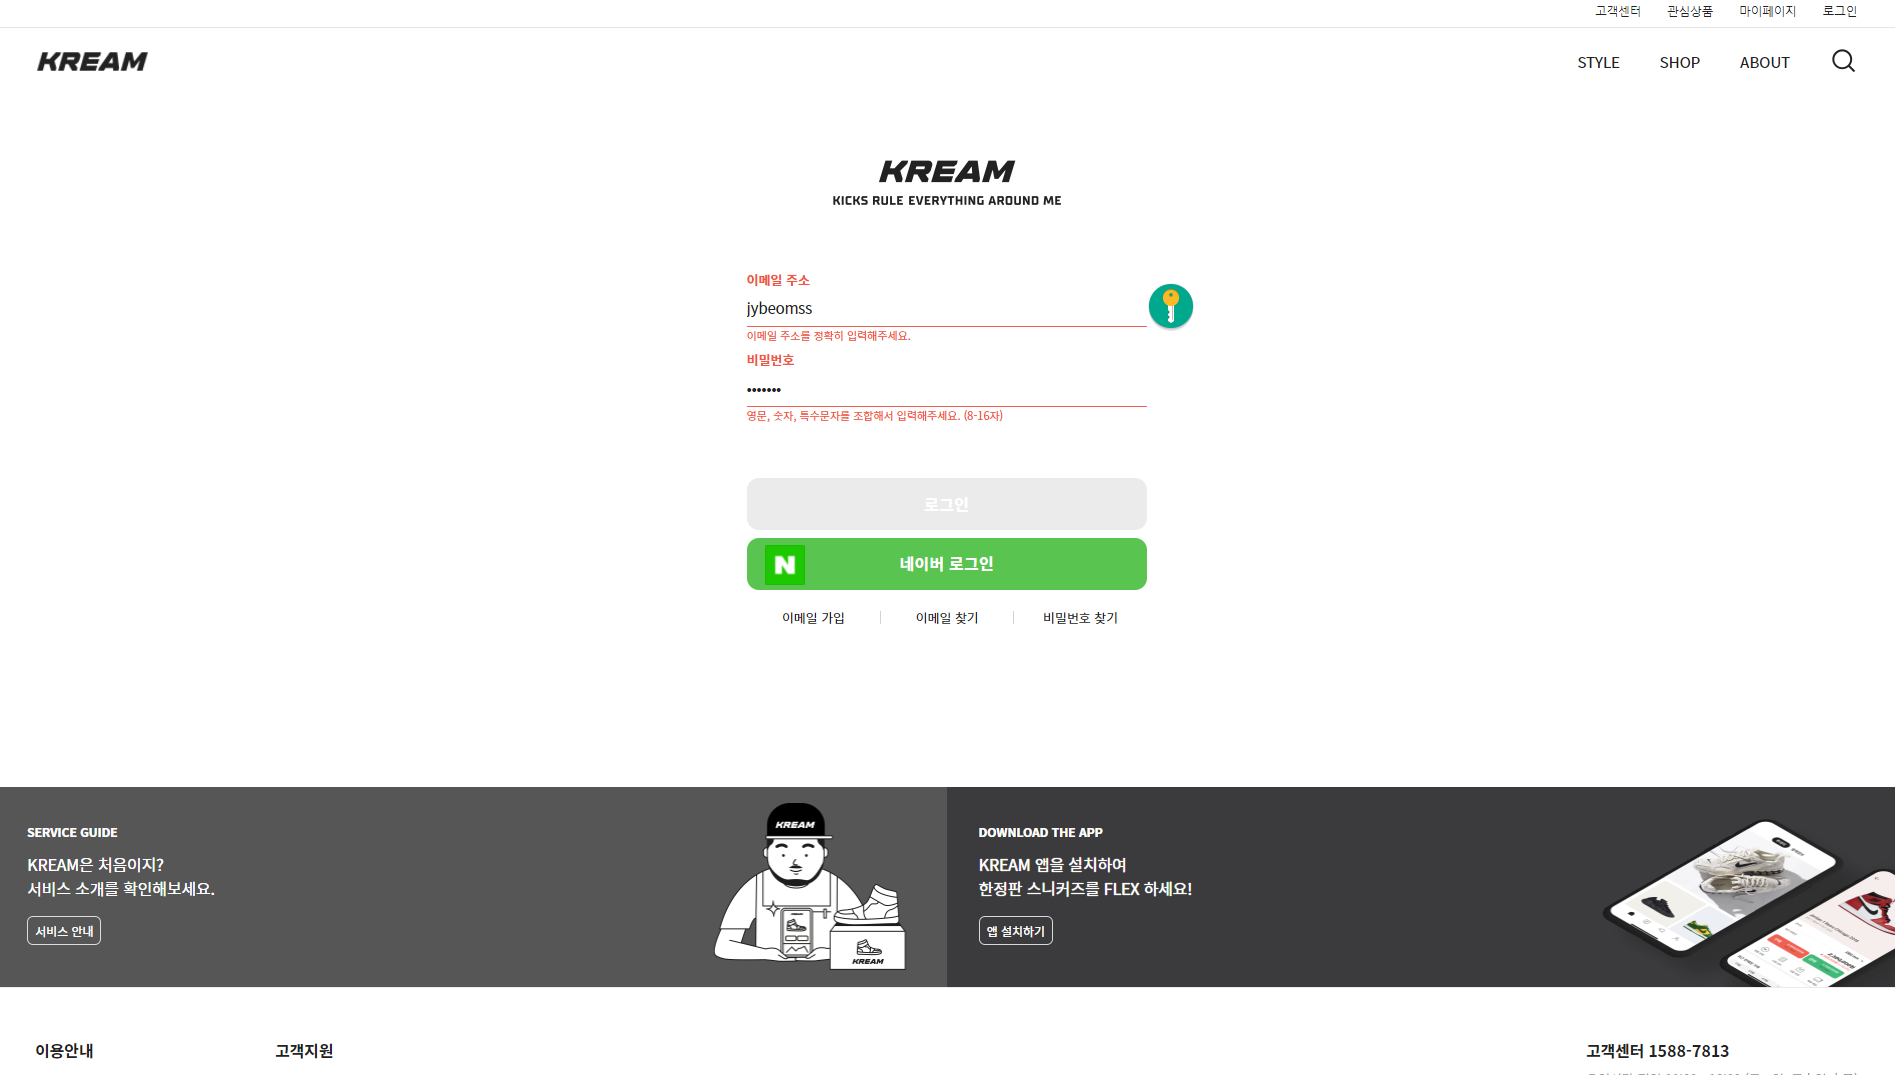 고객센터 관심상품 마이페이지 로그인
KREAM
STYLE SHOP ABOUT
KREAM
KICKS RULE EVERYTHING AROUND ME
이메일 주소
jybeomss
이메일 주소를 정확히 입력해주세요.
비밀번호
•••••••
영문, 숫자, 특수문자를 조합해서 입력해주세요. (8-16자)
로그인
N 네이버 로그인
이메일 가입 이메일 찾기 비밀번호 찾기
SERVICE GUIDE
KREAM은 처음이지?
서비스 소개를 확인해보세요.
서비스 안내
KREAM
KREAM
DOWNLOAD THE APP
KREAM 앱을 설치하여
한정판 스니커즈를 FLEX 하세요!
앱 설치하기
이용안내 고객지원 고객센터 1588-7813